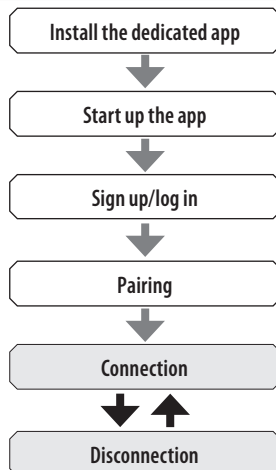 Install the dedicated app
Start up the app
Sign up/log in
Pairing
Connection
Disconnection